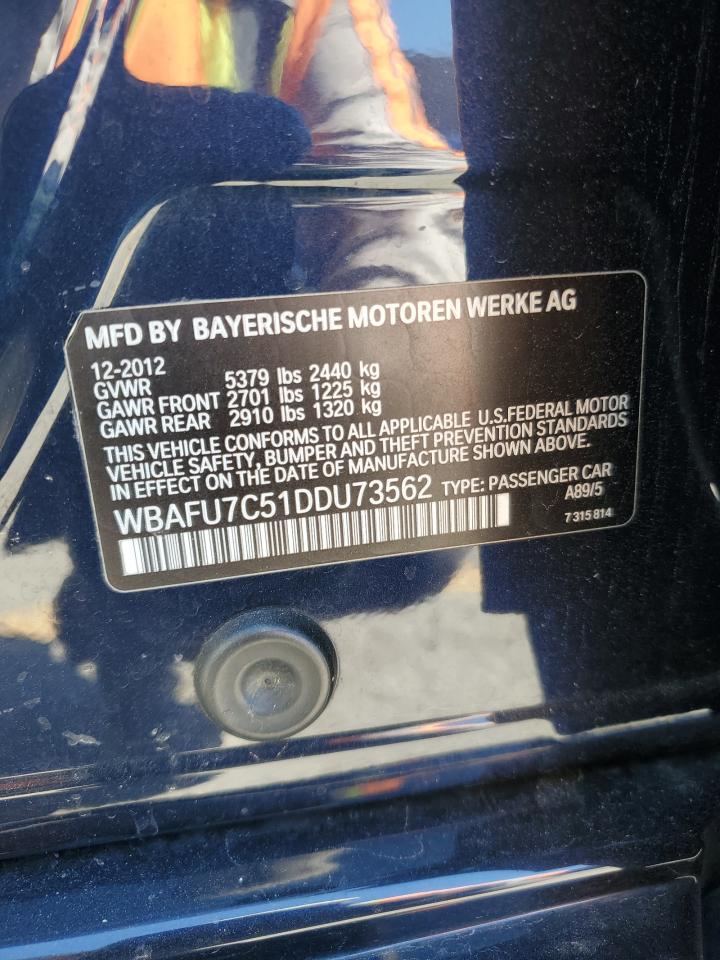 MFD BY BAYERISCHE MOTOREN WERKE AG
12-2012
GVWR 5379 lbs 2440 kg
GAWR FRONT 2701 lbs 1225 kg
GAWR REAR 2910 lbs 1320 kg
THIS VEHICLE CONFORMS TO ALL APPLICABLE U.S.FEDERAL MOTOR
VEHICLE SAFETY, BUMPER AND THEFT PREVENTION STANDARDS
IN EFFECT ON THE DATE OF MANUFACTURE SHOWN ABOVE.
WBAFU7C51DDU73562 TYPE: PASSENGER CAR
A89/5
7 315 814